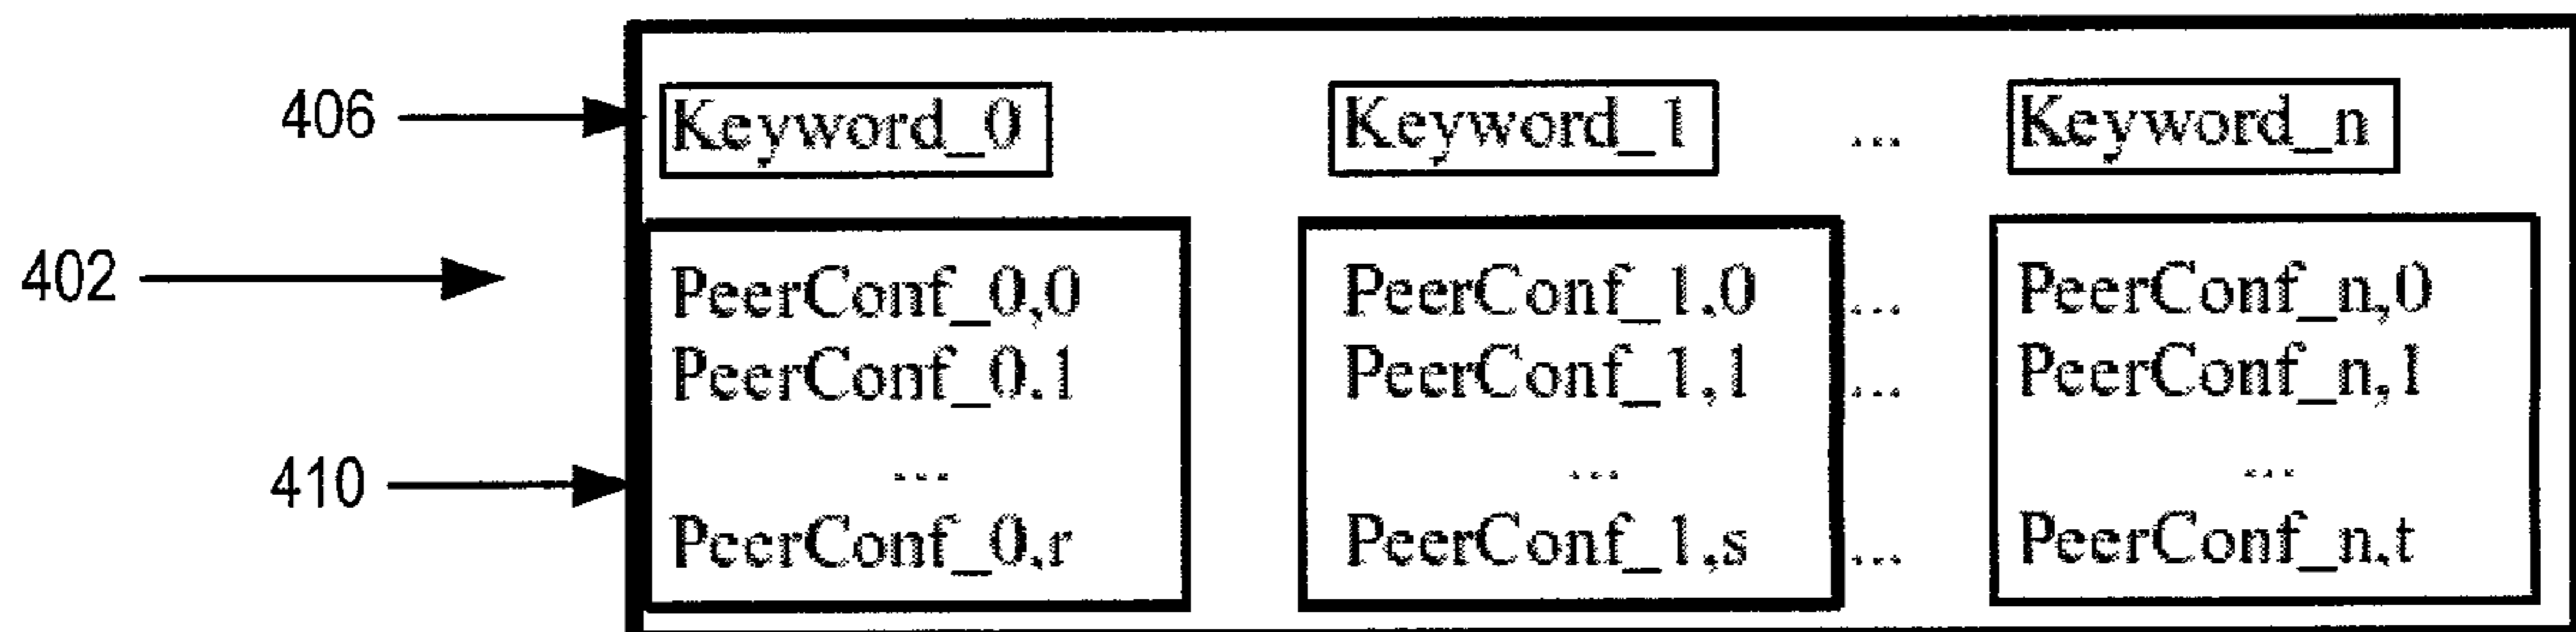 406 Keyword_0 Keyword_1 ... Keyword_n
402 PeerConf_0,0 PeerConf_1,0 ... PeerConf_n,0
PeerConf_0,1 PeerConf_1,1 ... PeerConf_n,1
410 ... ... ...
PeerConf_0,r PeerConf_1,s ... PeerConf_n,t